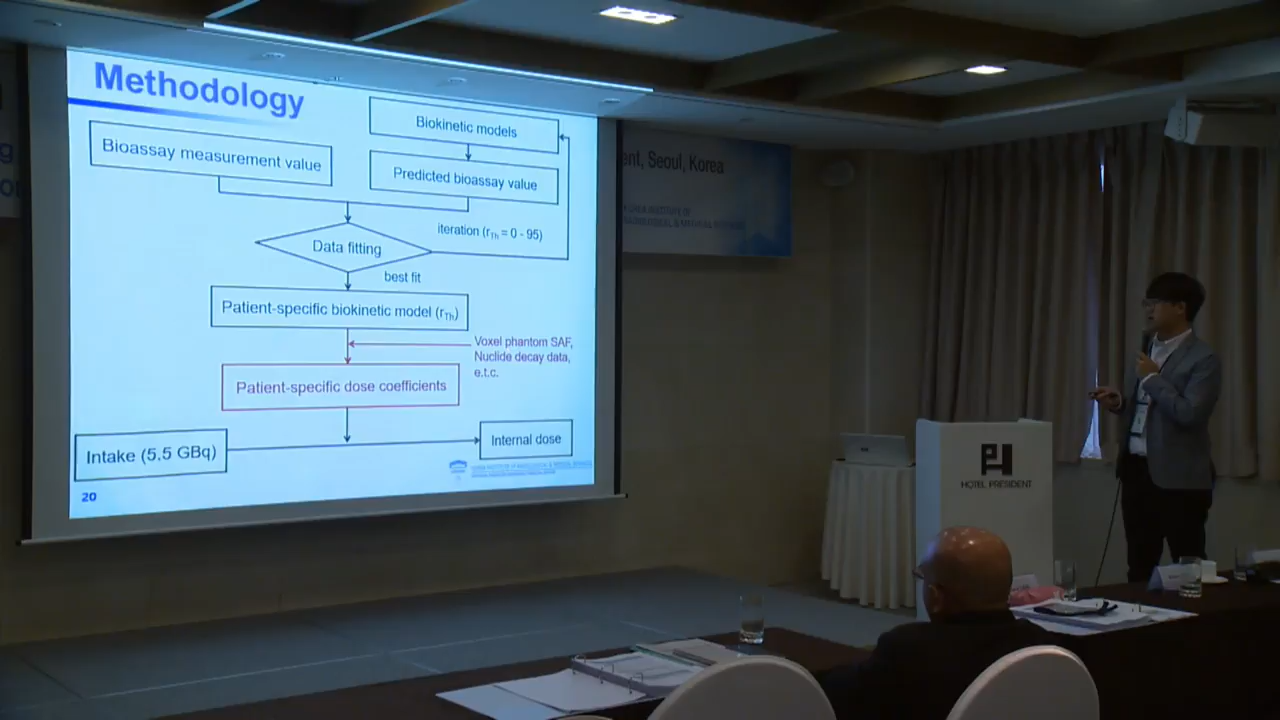 Methodology
Biokinetic models
Bioassay measurement value
Predicted bioassay value
iteration (rTh = 0 - 95)
Data fitting
best fit
Patient-specific biokinetic model (rTh)
Voxel phantom SAF,
Nuclide decay data,
e.t.c.
Patient-specific dose coefficients
Intake (5.5 GBq)
Internal dose
20
ent, Seoul, Korea
HOTEL PRESIDENT